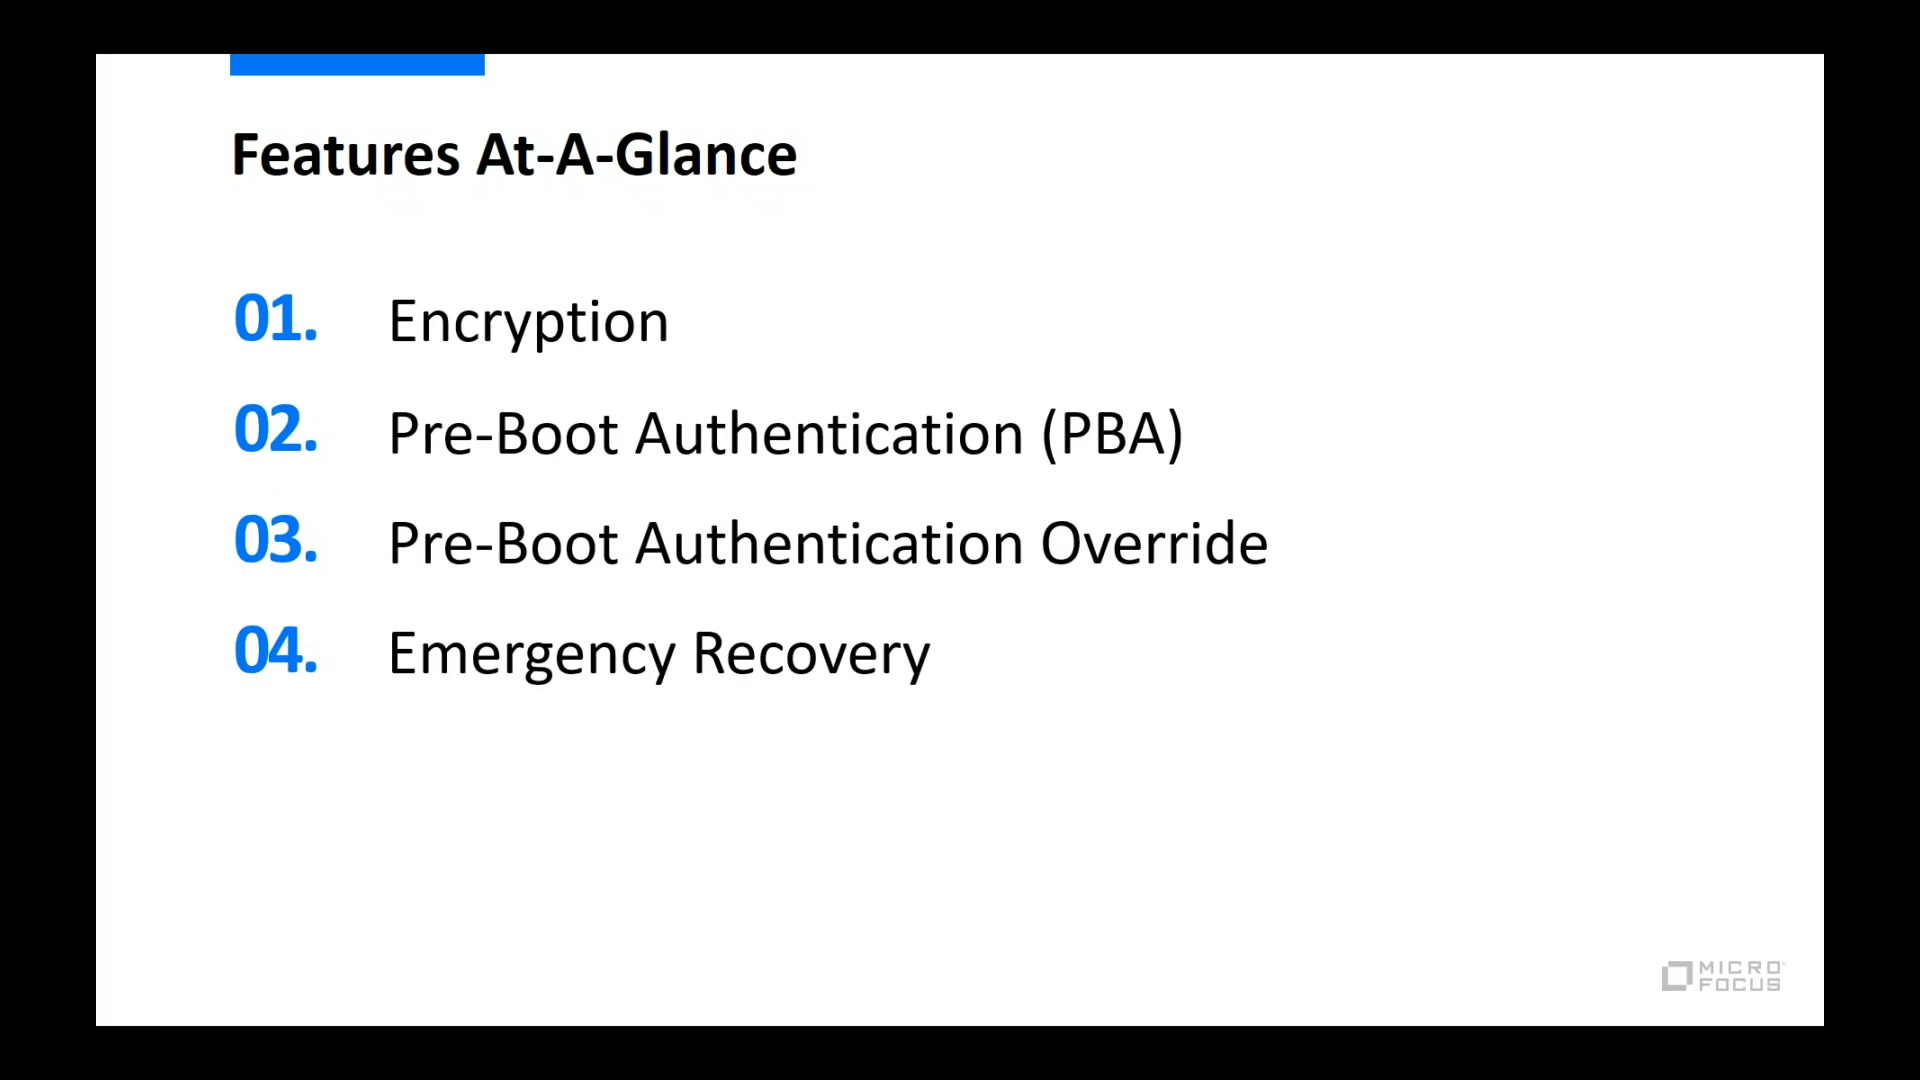 Features At-A-Glance
01. Encryption
02. Pre-Boot Authentication (PBA)
03. Pre-Boot Authentication Override
04. Emergency Recovery
MICRO
FOCUS